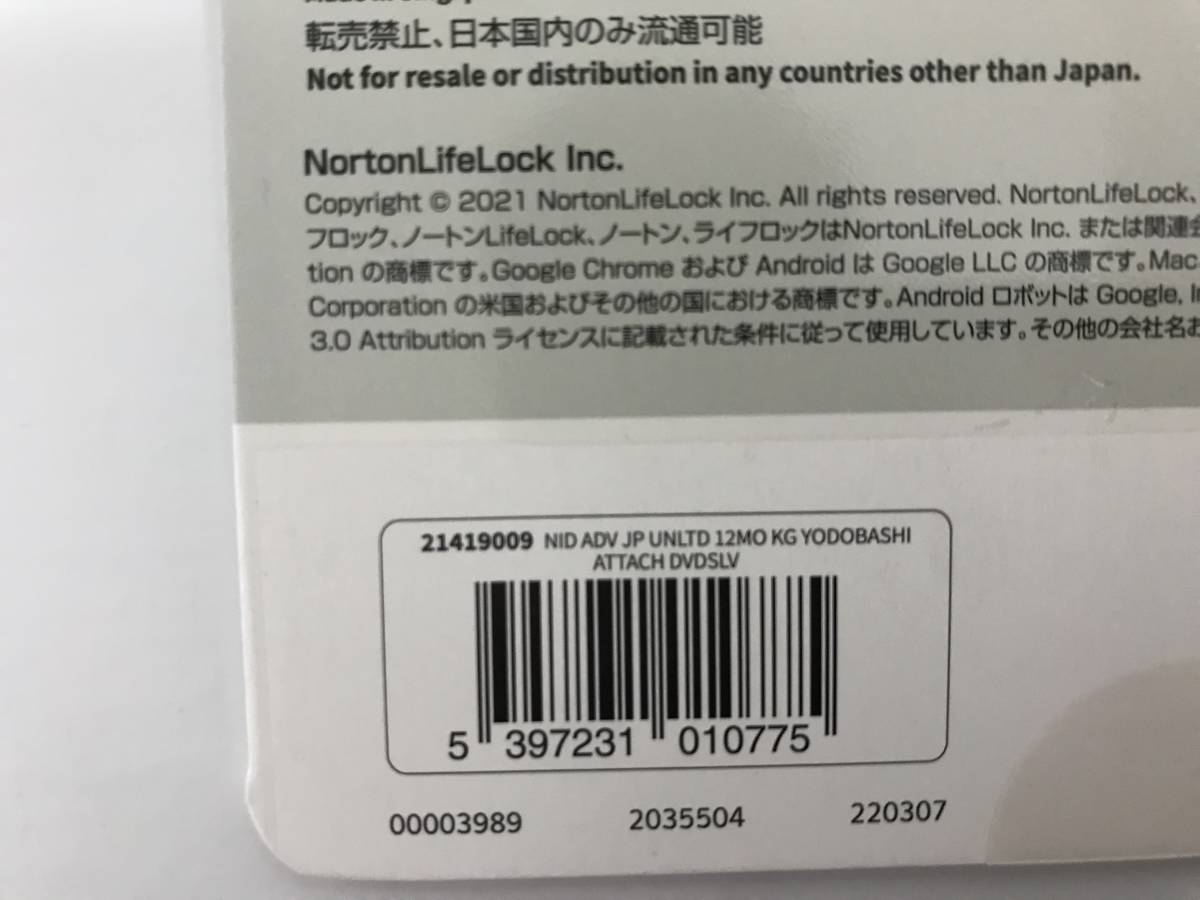 転売禁止、日本国内のみ流通可能
Not for resale or distribution in any countries other than Japan.
NortonLifeLock Inc.
Copyright © 2021 NortonLifeLock Inc. All rights reserved. NortonLifeLock、
フロック、ノートンLifeLock、ノートン、ライフロックはNortonLifeLock Inc. または関連会
tion の商標です。Google Chrome および Android は Google LLC の商標です。Mac
Corporation の米国およびその他の国における商標です。Android ロボットは Google, I
3.0 Attribution ライセンスに記載された条件に従って使用しています。その他の会社名お
21419009 NID ADV JP UNLTD 12MO KG YODOBASHI
ATTACH DVDSLV
5 397231 010775
00003989 2035504 220307